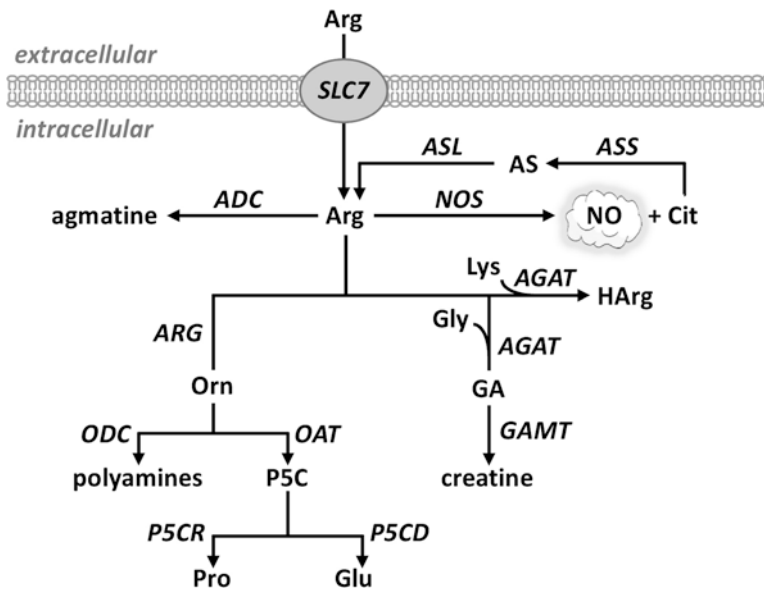 Arg
extracellular
SLC7
intracellular
ASL AS ASS
agmatine ADC Arg NOS NO + Cit
Lys AGAT HArg
Gly AGAT
ARG
Orn GA
ODC OAT GAMT
polyamines P5C creatine
P5CR P5CD
Pro Glu